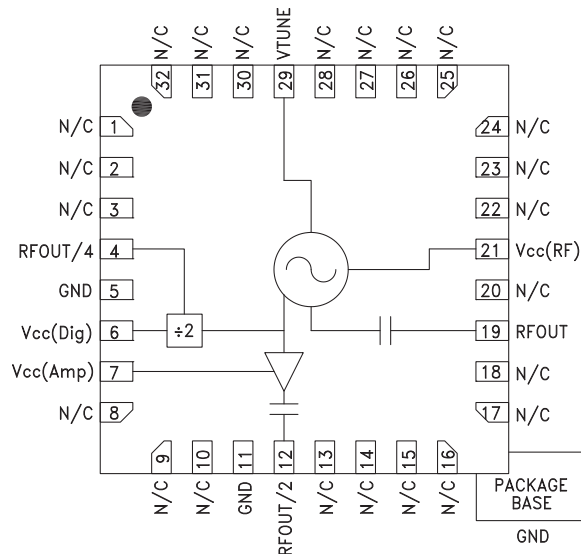 N/C N/C N/C VTUNE N/C N/C N/C N/C
32 31 30 29 28 27 26 25
N/C 1
N/C 2
N/C 3
RFOUT/4 4
GND 5
Vcc(Dig) 6
Vcc(Amp) 7
N/C 8
÷2
24 N/C
23 N/C
22 N/C
21 Vcc(RF)
20 N/C
19 RFOUT
18 N/C
17 N/C
9 10 11 12 13 14 15 16
N/C N/C GND RFOUT/2 N/C N/C N/C N/C
PACKAGE
BASE
GND